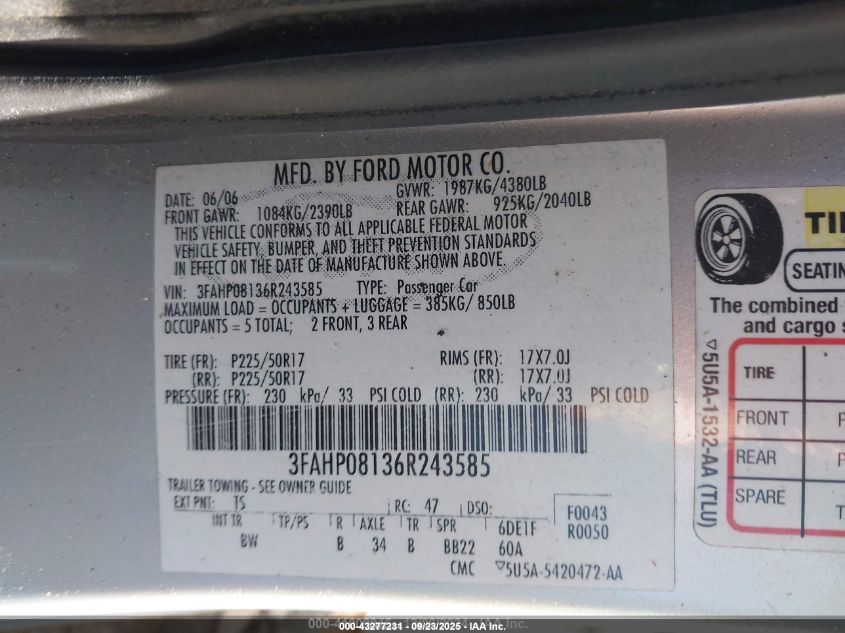 MFD. BY FORD MOTOR CO.
DATE: 06/06 GVWR: 1987KG/4380LB
FRONT GAWR: 1084KG/2390LB REAR GAWR: 925KG/2040LB
THIS VEHICLE CONFORMS TO ALL APPLICABLE FEDERAL MOTOR
VEHICLE SAFETY, BUMPER, AND THEFT PREVENTION STANDARDS
IN EFFECT ON THE DATE OF MANUFACTURE SHOWN ABOVE.
VIN: 3FAHP08136R243585 TYPE: Passenger Car
MAXIMUM LOAD = OCCUPANTS + LUGGAGE = 385KG/ 850LB
OCCUPANTS = 5 TOTAL; 2 FRONT, 3 REAR
TIRE (FR): P225/50R17 RIMS (FR): 17X7.0J
(RR): P225/50R17 (RR): 17X7.0J
PRESSURE (FR): 230 kPa/ 33 PSI COLD (RR): 230 kPa/ 33 PSI COLD
3FAHP08136R243585
TRAILER TOWING - SEE OWNER GUIDE
EXT PNT: TS RC: 47 DSO: F0043
INT TR TP/PS R AXLE TR SPR 6DE1F R0050
BW B 34 B BB22 60A
CMC ▽5U5A-5420472-AA
TI
SEATIN
The combined
and cargo s
TIRE
FRONT P
REAR P
SPARE T
▽5U5A-1532-AA (TLU)
000-43277231 - 09/23/2025 - IAA Inc.